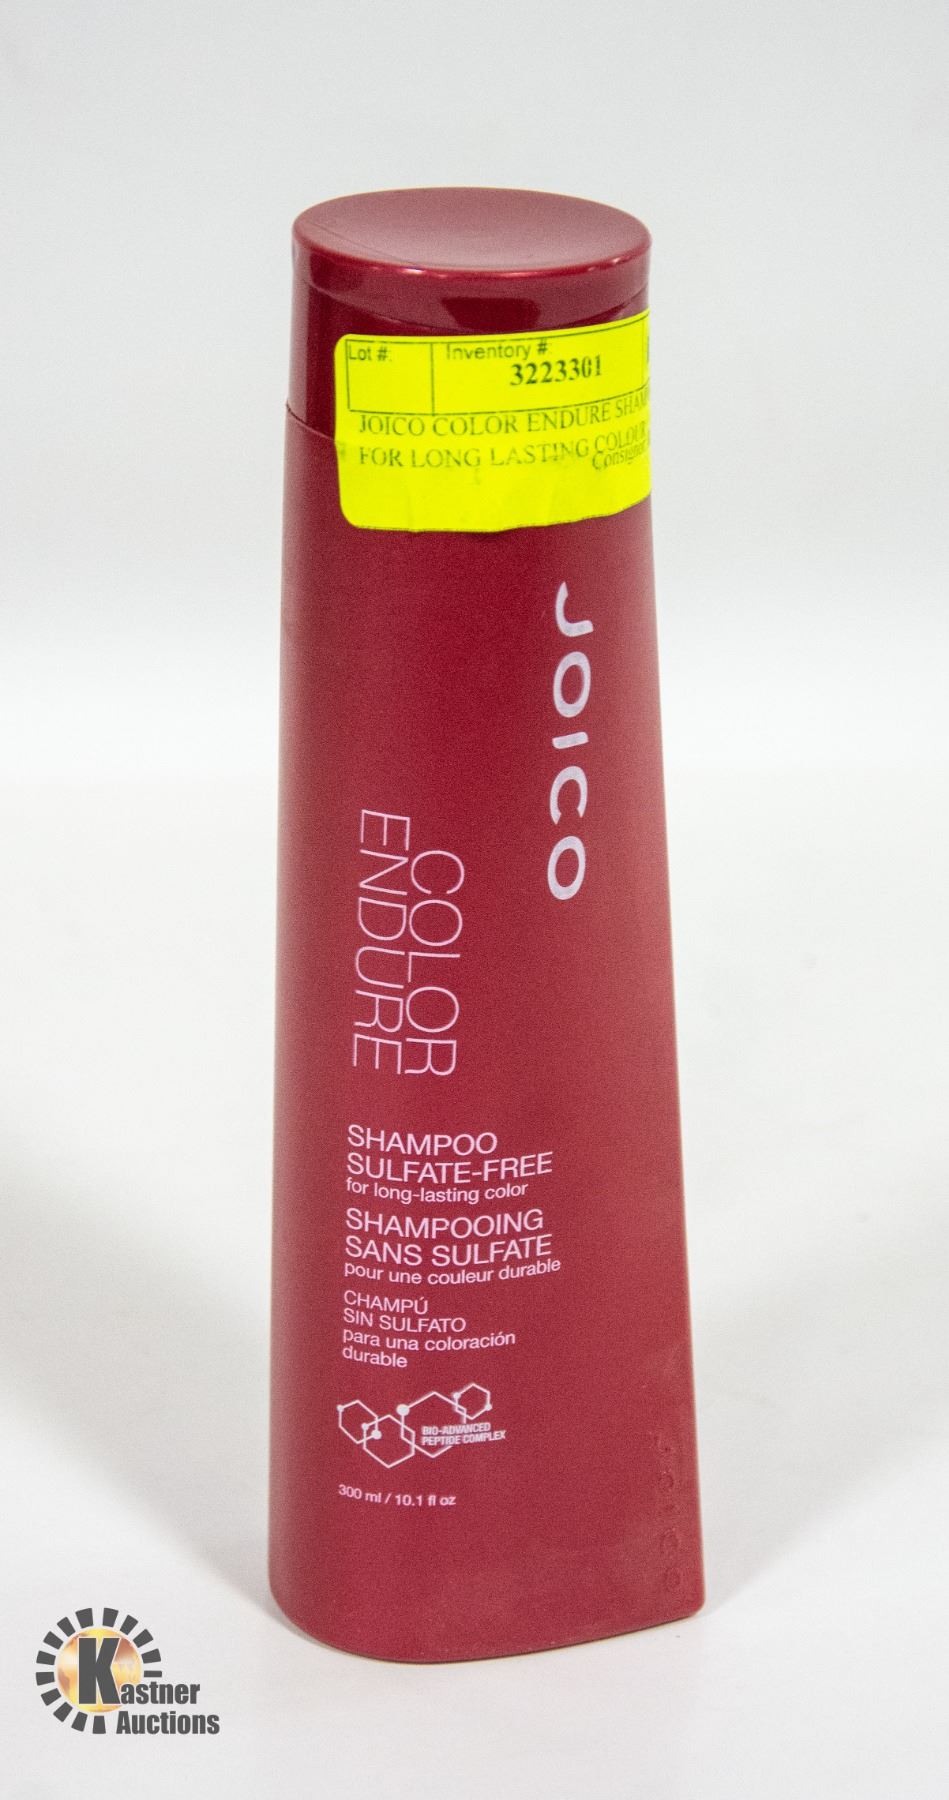 Lot #:
Inventory #:
3223301
JOICO COLOR ENDURE
FOR LONG LASTING COLOUR
JOICO
COLOR
ENDURE
SHAMPOO
SULFATE-FREE
for long-lasting color
SHAMPOOING
SANS SULFATE
pour une couleur durable
CHAMPÚ
SIN SULFATO
para una coloración
durable
BIO-ADVANCED
PEPTIDE COMPLEX
300 ml / 10.1 fl oz
JOICO
Kastner
Auctions